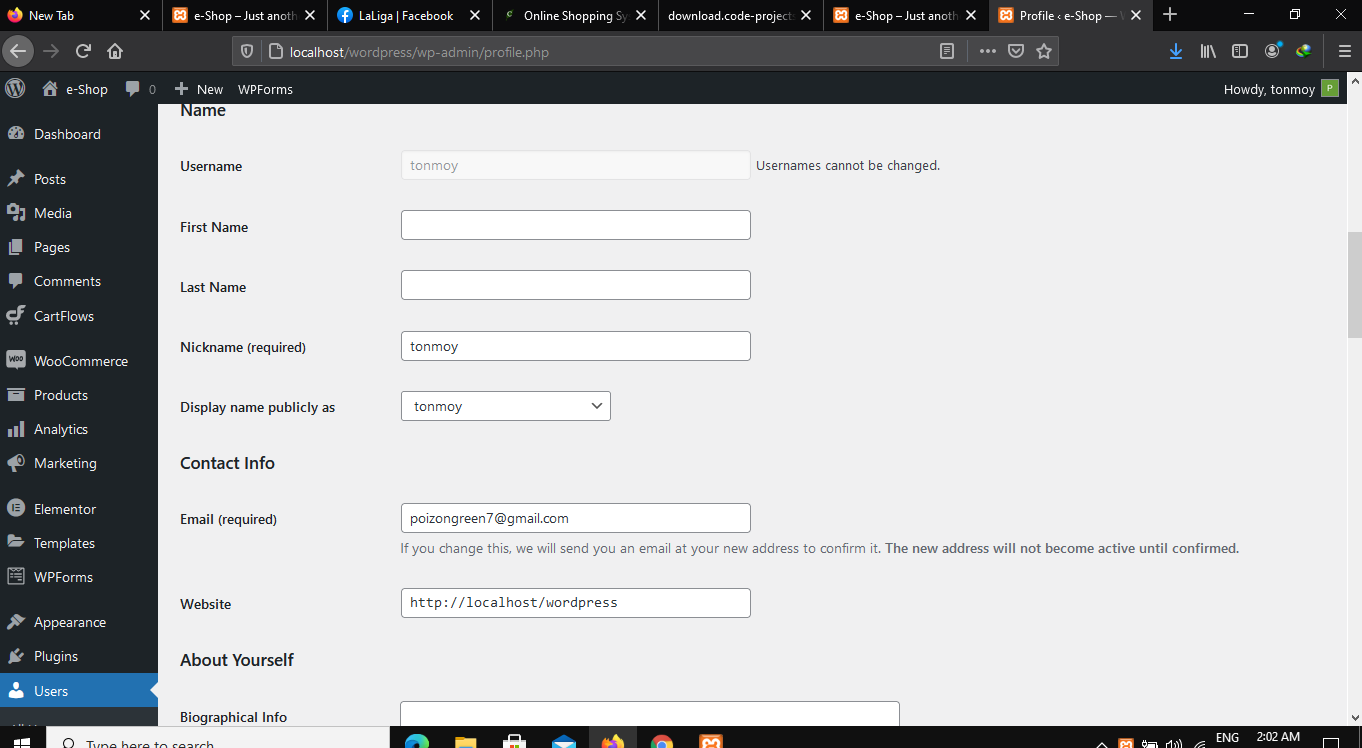 New Tab
e-Shop – Just anoth
LaLiga | Facebook
Online Shopping Sy
download.code-projects
e-Shop – Just anoth
Profile ‹ e-Shop —
localhost/wordpress/wp-admin/profile.php
e-Shop
0
New
WPForms
Howdy, tonmoy
P
Name
Dashboard
Username
tonmoy
Usernames cannot be changed.
Posts
Media
First Name
Pages
Comments
Last Name
CartFlows
Nickname (required)
tonmoy
WOO
WooCommerce
Products
Display name publicly as
tonmoy
Analytics
Marketing
Contact Info
Elementor
Email (required)
poizongreen7@gmail.com
Templates
If you change this, we will send you an email at your new address to confirm it. The new address will not become active until confirmed.
WPForms
Website
http://localhost/wordpress
Appearance
Plugins
About Yourself
Users
Biographical Info
Type here to search
ENG
2:02 AM